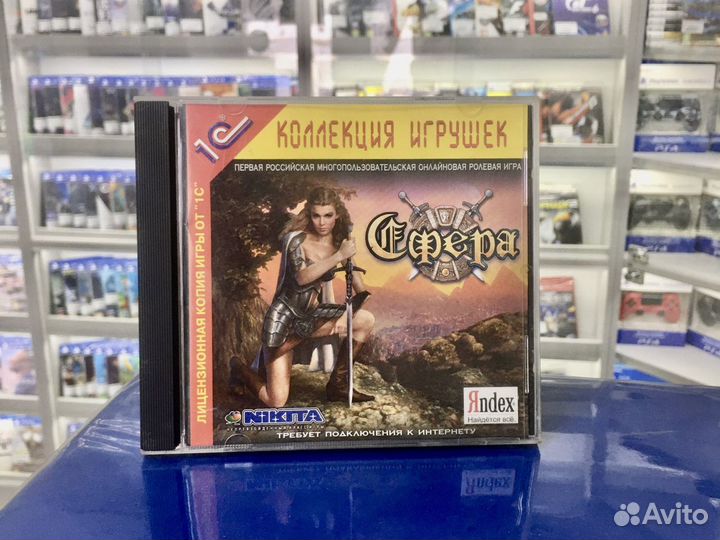 1С КОЛЛЕКЦИЯ ИГРУШЕК
ПЕРВАЯ РОССИЙСКАЯ МНОГОПОЛЬЗОВАТЕЛЬСКАЯ ОНЛАЙНОВАЯ РОЛЕВАЯ ИГРА
Сфера
ЛИЦЕНЗИОННАЯ КОПИЯ ИГРЫ ОТ "1С"
NIKITA
Яndex
Найдётся всё.
ТРЕБУЕТ ПОДКЛЮЧЕНИЯ К ИНТЕРНЕТУ
Avito